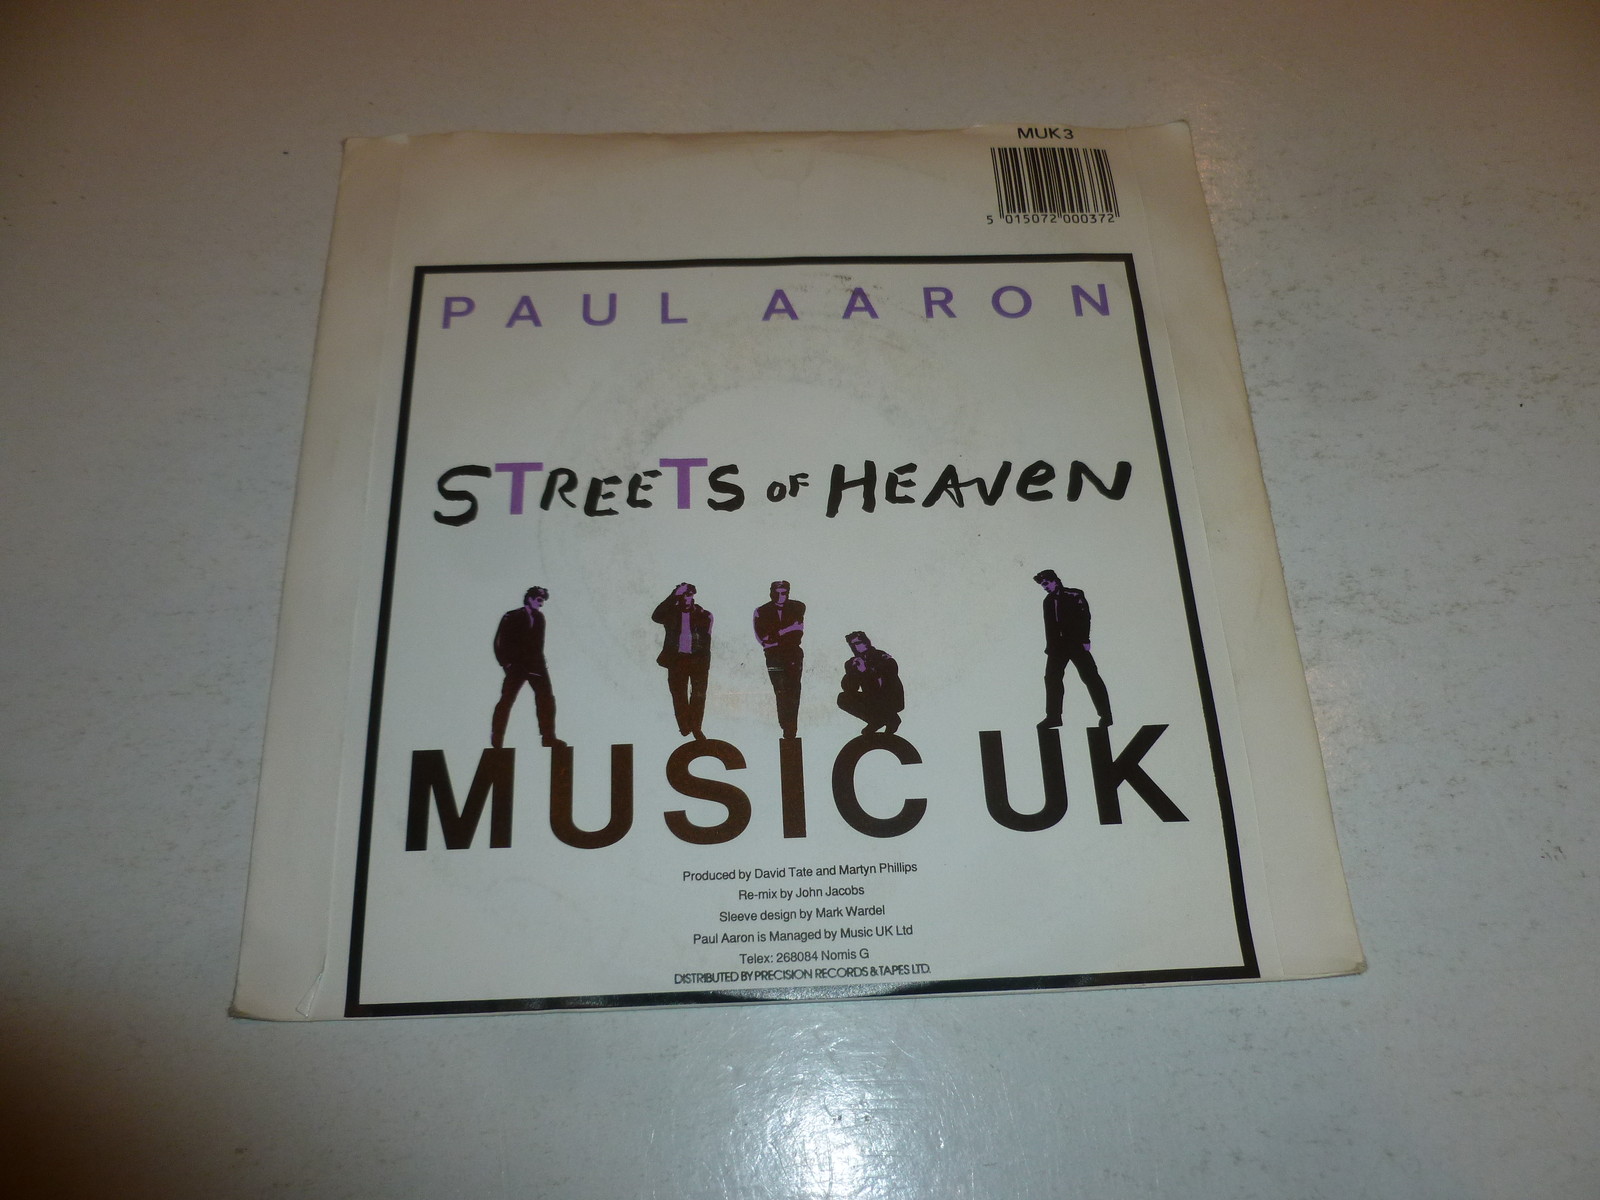 MUK 3
5 015072 000372
PAUL AARON
STREETS OF HEAVEN
MUSIC UK
Produced by David Tate and Martyn Phillips
Re-mix by John Jacobs
Sleeve design by Mark Wardel
Paul Aaron is Managed by Music UK Ltd
Telex: 268084 Nomis G
DISTRIBUTED BY PRECISION RECORDS & TAPES LTD.